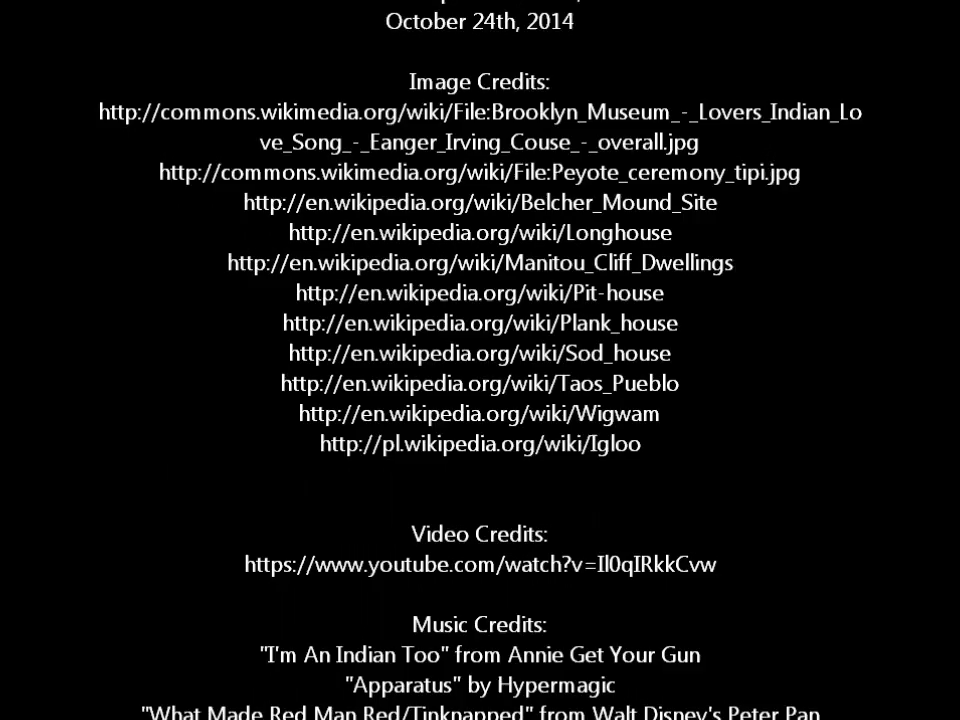 October 24th, 2014
Image Credits:
http://commons.wikimedia.org/wiki/File:Brooklyn_Museum_-_Lovers_Indian_Lo
ve_Song_-_Eanger_Irving_Couse_-_overall.jpg
http://commons.wikimedia.org/wiki/File:Peyote_ceremony_tipi.jpg
http://en.wikipedia.org/wiki/Belcher_Mound_Site
http://en.wikipedia.org/wiki/Longhouse
http://en.wikipedia.org/wiki/Manitou_Cliff_Dwellings
http://en.wikipedia.org/wiki/Pit-house
http://en.wikipedia.org/wiki/Plank_house
http://en.wikipedia.org/wiki/Sod_house
http://en.wikipedia.org/wiki/Taos_Pueblo
http://en.wikipedia.org/wiki/Wigwam
http://pl.wikipedia.org/wiki/Igloo
Video Credits:
https://www.youtube.com/watch?v=Il0qIRkkCvw
Music Credits:
"I'm An Indian Too" from Annie Get Your Gun
"Apparatus" by Hypermagic
"What Made Red Man Red/Tinknapped" from Walt Disney's Peter Pan